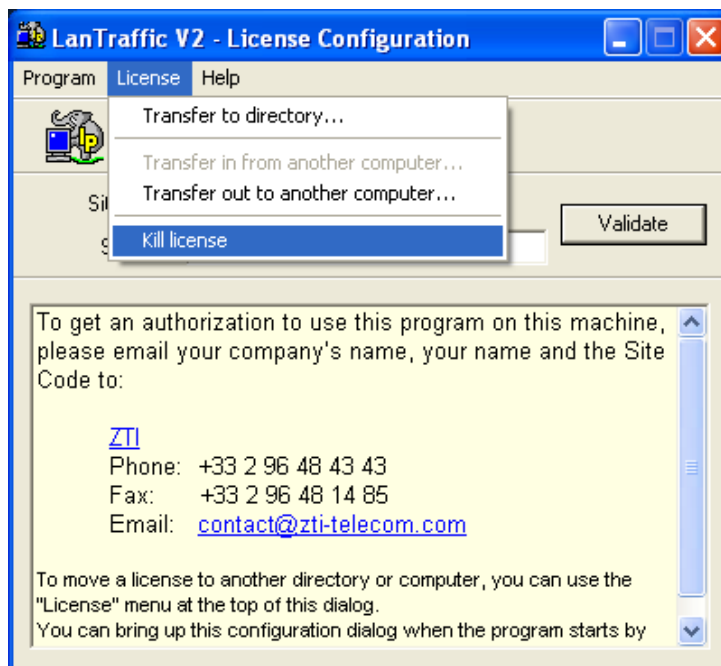 LanTraffic V2 - License Configuration
Program License Help
Transfer to directory...
Transfer in from another computer...
Transfer out to another computer...
Kill license
Validate
To get an authorization to use this program on this machine,
please email your company's name, your name and the Site
Code to:
ZTI
Phone: +33 2 96 48 43 43
Fax: +33 2 96 48 14 85
Email: contact@zti-telecom.com
To move a license to another directory or computer, you can use the
"License" menu at the top of this dialog.
You can bring up this configuration dialog when the program starts by